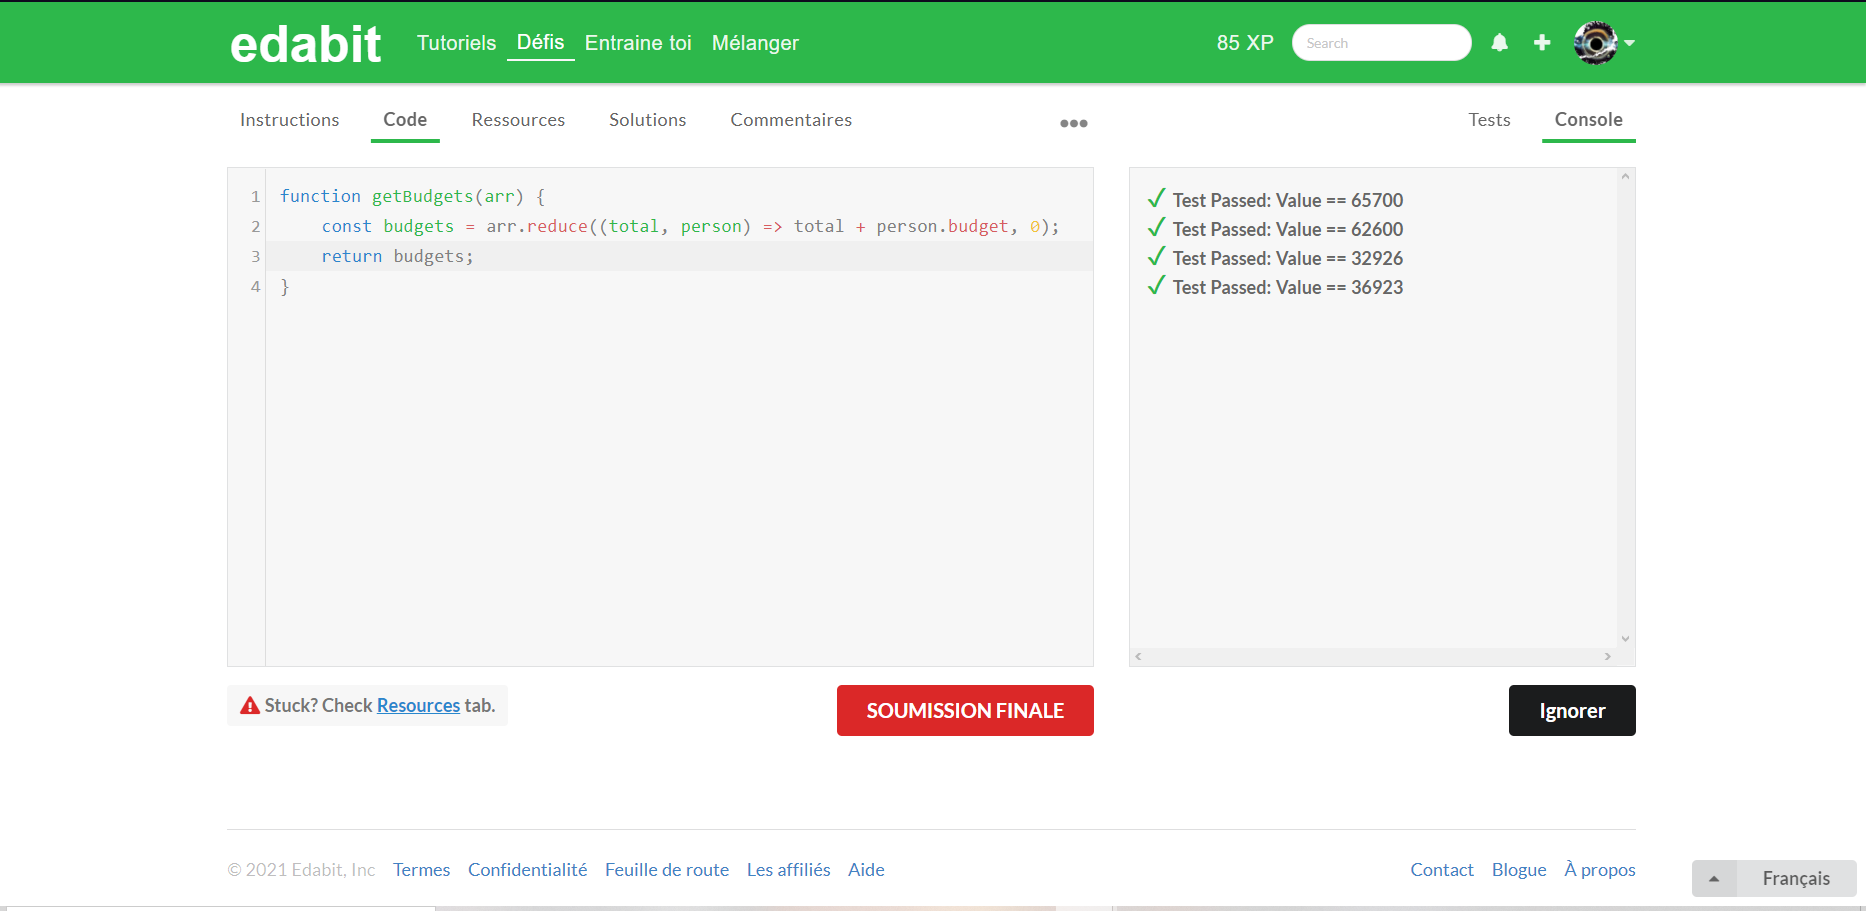 edabit Tutoriels Défis Entraine toi Mélanger 85 XP Search
Instructions Code Ressources Solutions Commentaires Tests Console
1 function getBudgets(arr) {
2 const budgets = arr.reduce((total, person) => total + person.budget, 0);
3 return budgets;
4 }
✓ Test Passed: Value == 65700
✓ Test Passed: Value == 62600
✓ Test Passed: Value == 32926
✓ Test Passed: Value == 36923
Stuck? Check Resources tab.
SOUMISSION FINALE
Ignorer
© 2021 Edabit, Inc Termes Confidentialité Feuille de route Les affiliés Aide Contact Blogue À propos
Français